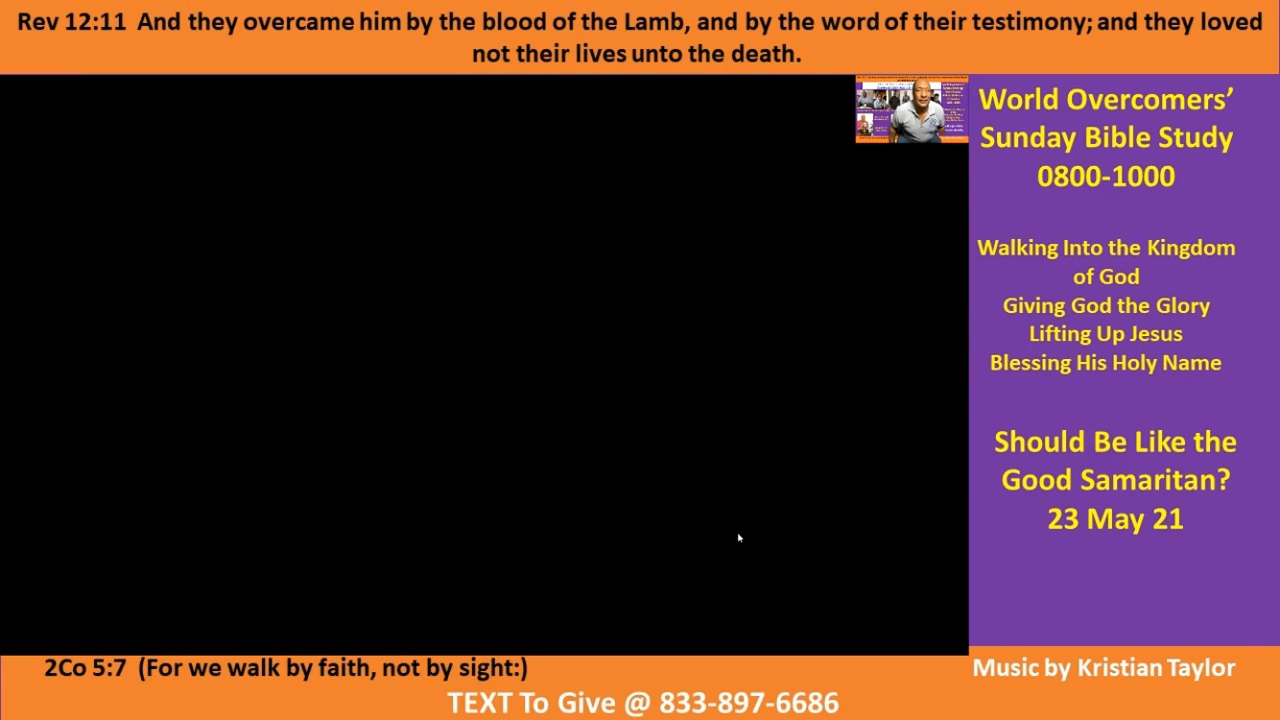 Rev 12:11 And they overcame him by the blood of the Lamb, and by the word of their testimony; and they loved
not their lives unto the death.
World Overcomers'
Sunday Bible Study
0800-1000
Walking Into the Kingdom
of God
Giving God the Glory
Lifting Up Jesus
Blessing His Holy Name
Should Be Like the
Good Samaritan?
23 May 21
2Co 5:7 (For we walk by faith, not by sight:)
Music by Kristian Taylor
TEXT To Give @ 833-897-6686